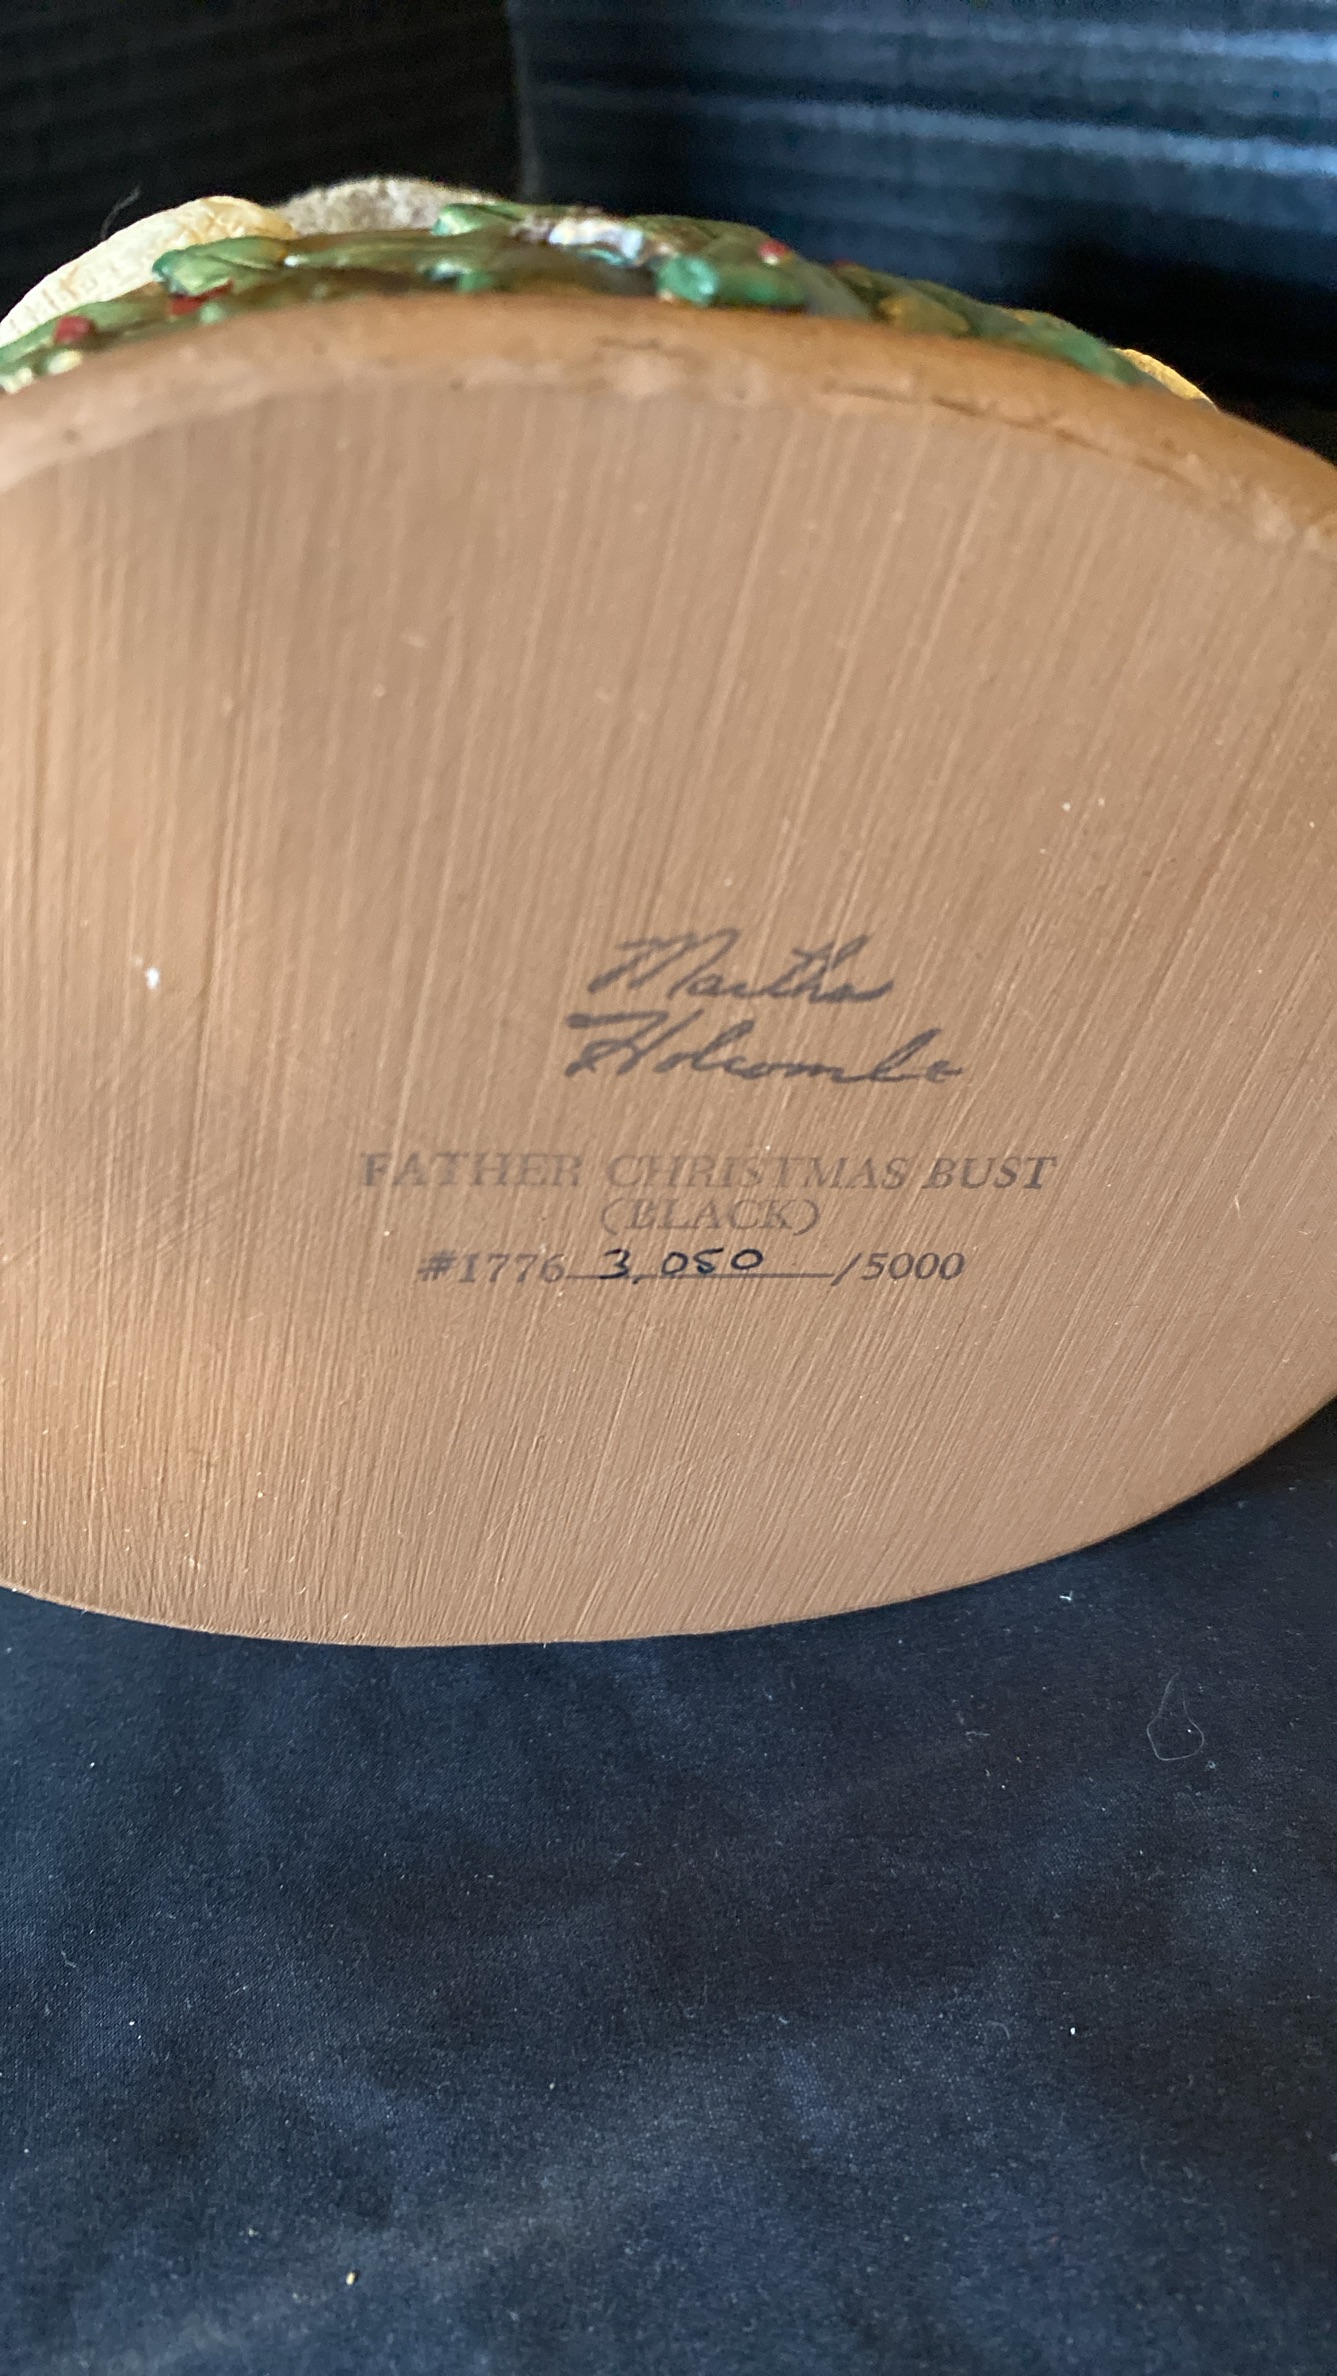 Martha
Holcombe
FATHER CHRISTMAS BUST
(BLACK)
#1776 3,050 /5000